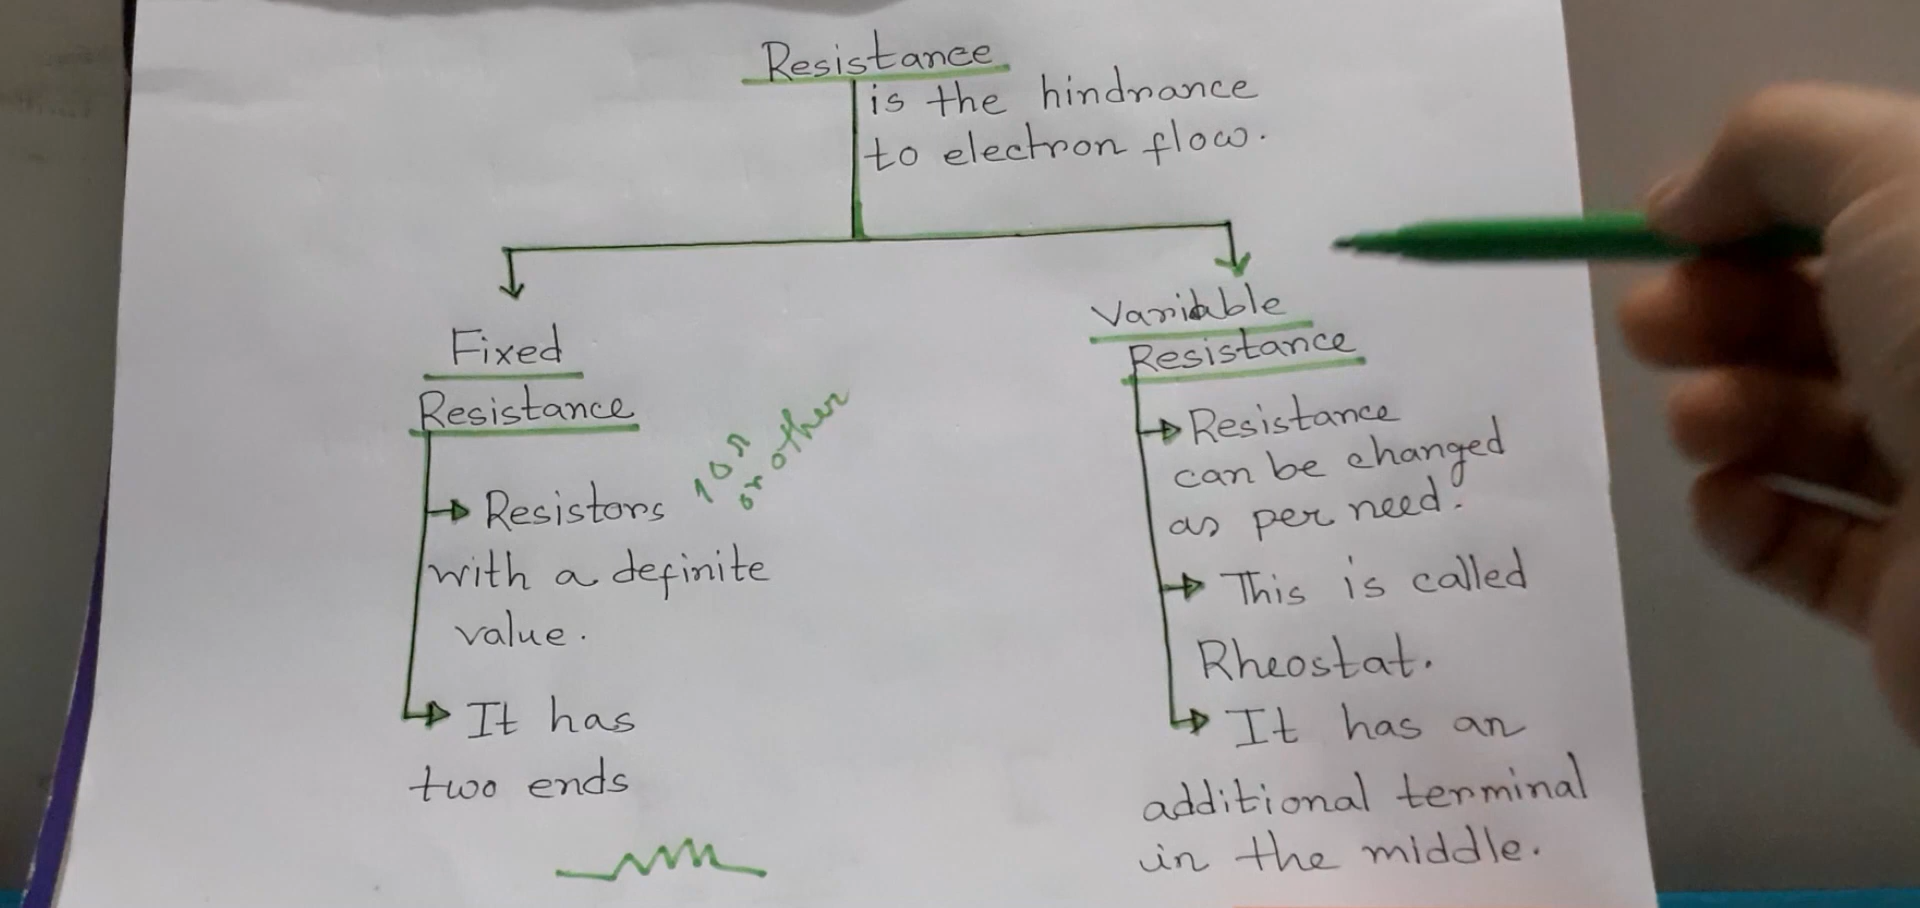 Resistance
is the hindrance
to electron flow.
Fixed
Resistance
10Ω
or other
Resistors
with a definite
value.
It has
two ends
Variable
Resistance
Resistance
can be changed
as per need.
This is called
Rheostat.
It has an
additional terminal
in the middle.